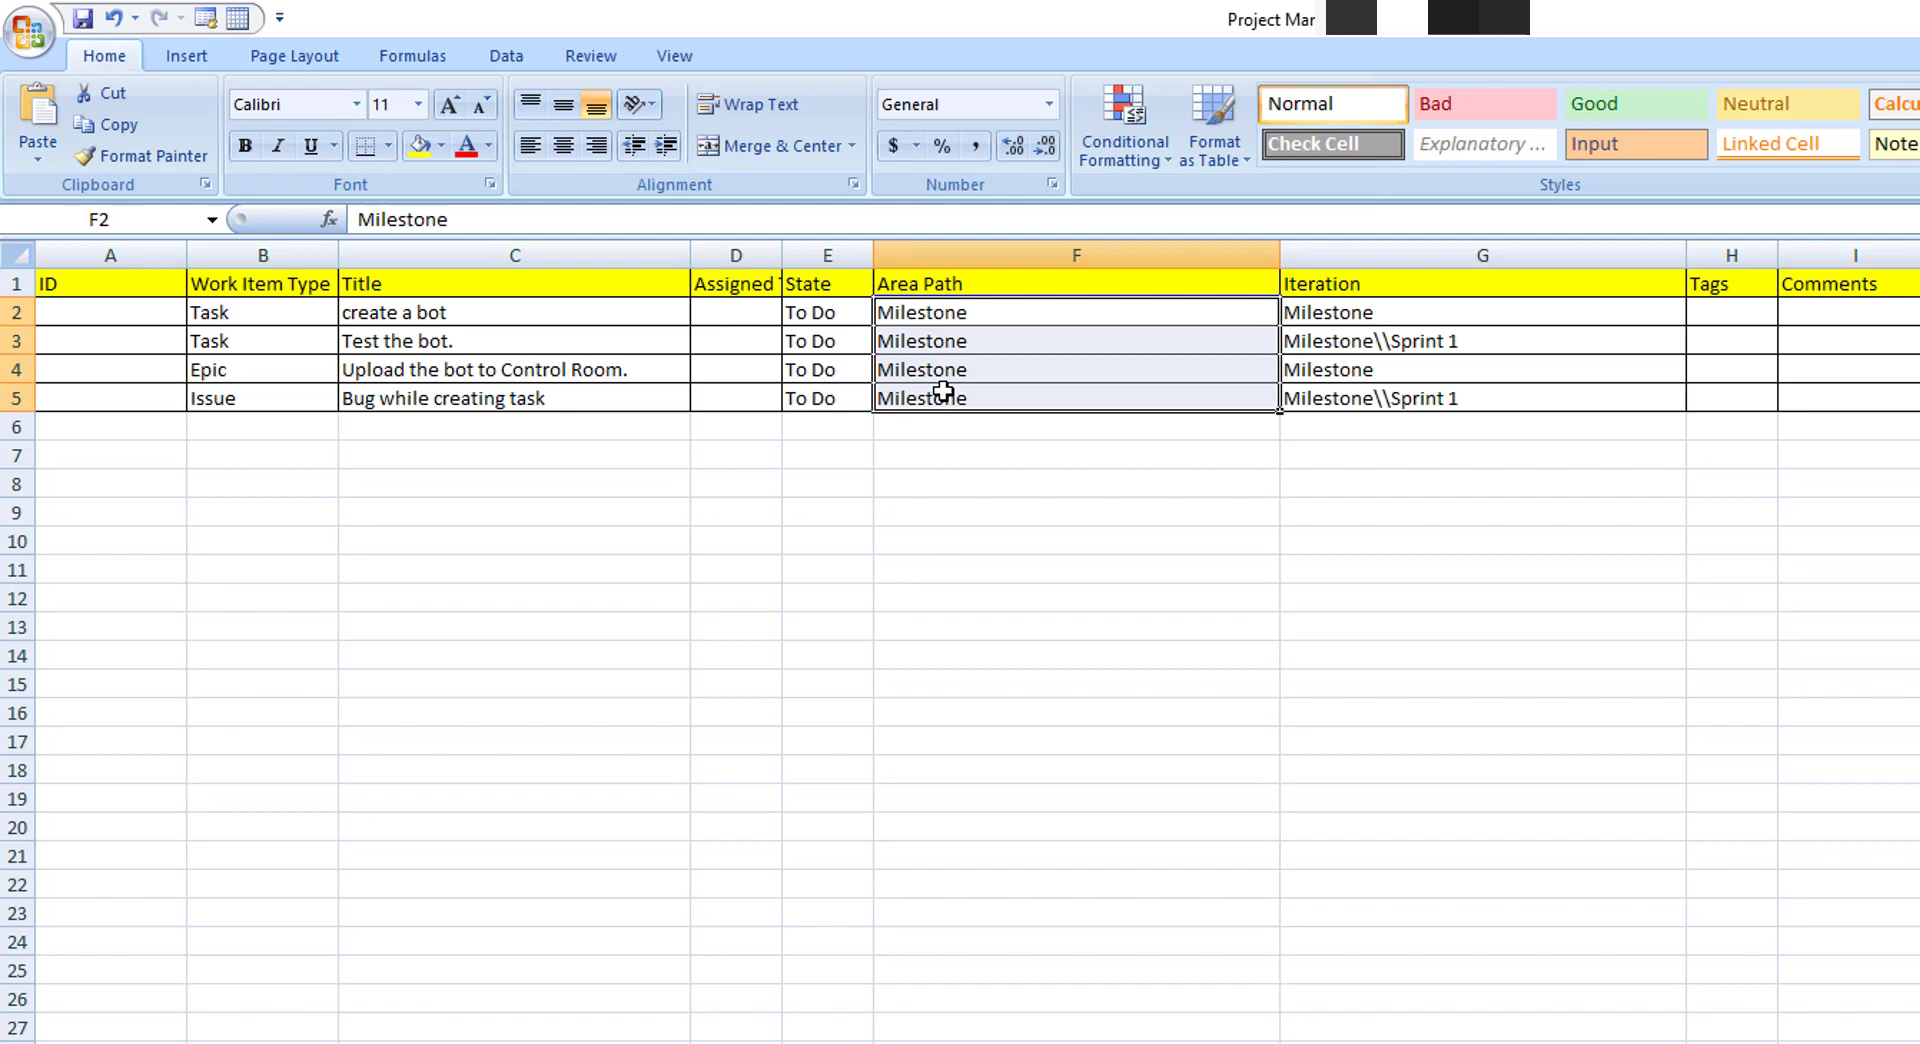 Project Mar
Home Insert Page Layout Formulas Data Review View
Paste Cut Copy Format Painter Clipboard
Calibri 11 B I U A Font
Wrap Text Merge & Center Alignment
General $ % , Number
Conditional Formatting Format as Table
Normal Bad Good Neutral Calcu
Check Cell Explanatory ... Input Linked Cell Note
Styles
F2 fx Milestone
A B C D E F G H I
1 ID Work Item Type Title Assigned State Area Path Iteration Tags Comments
2 Task create a bot To Do Milestone Milestone
3 Task Test the bot. To Do Milestone Milestone\\Sprint 1
4 Epic Upload the bot to Control Room. To Do Milestone Milestone
5 Issue Bug while creating task To Do Milestone Milestone\\Sprint 1
6
7
8
9
10
11
12
13
14
15
16
17
18
19
20
21
22
23
24
25
26
27